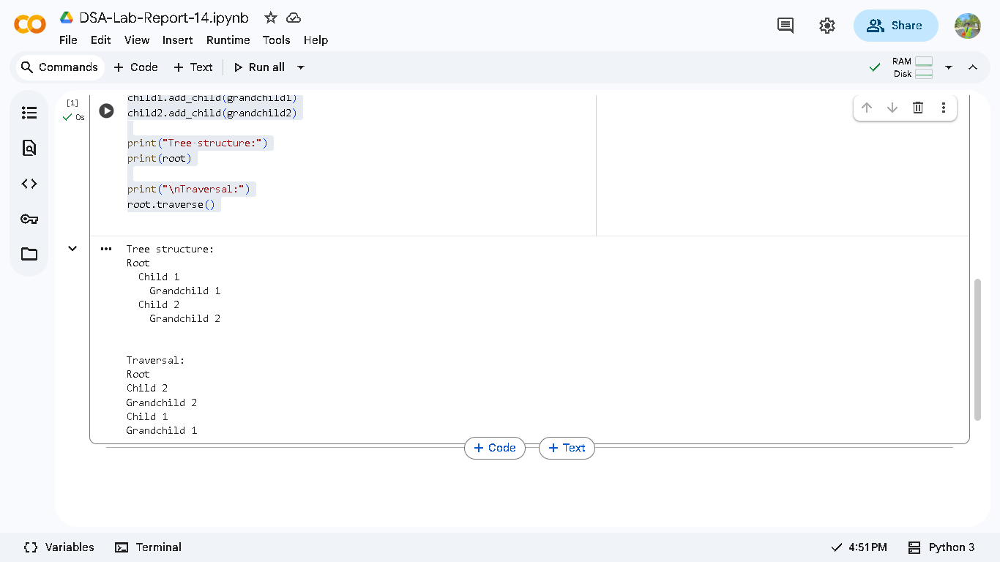 DSA-Lab-Report-14.ipynb
File Edit View Insert Runtime Tools Help
Share
Commands + Code + Text Run all
RAM
Disk
[1]
0s
child1.add_child(grandchild1)
child2.add_child(grandchild2)
print("Tree structure:")
print(root)
print("\nTraversal:")
root.traverse()
Tree structure:
Root
  Child 1
    Grandchild 1
  Child 2
    Grandchild 2
Traversal:
Root
Child 2
Grandchild 2
Child 1
Grandchild 1
+ Code + Text
Variables Terminal 4:51 PM Python 3